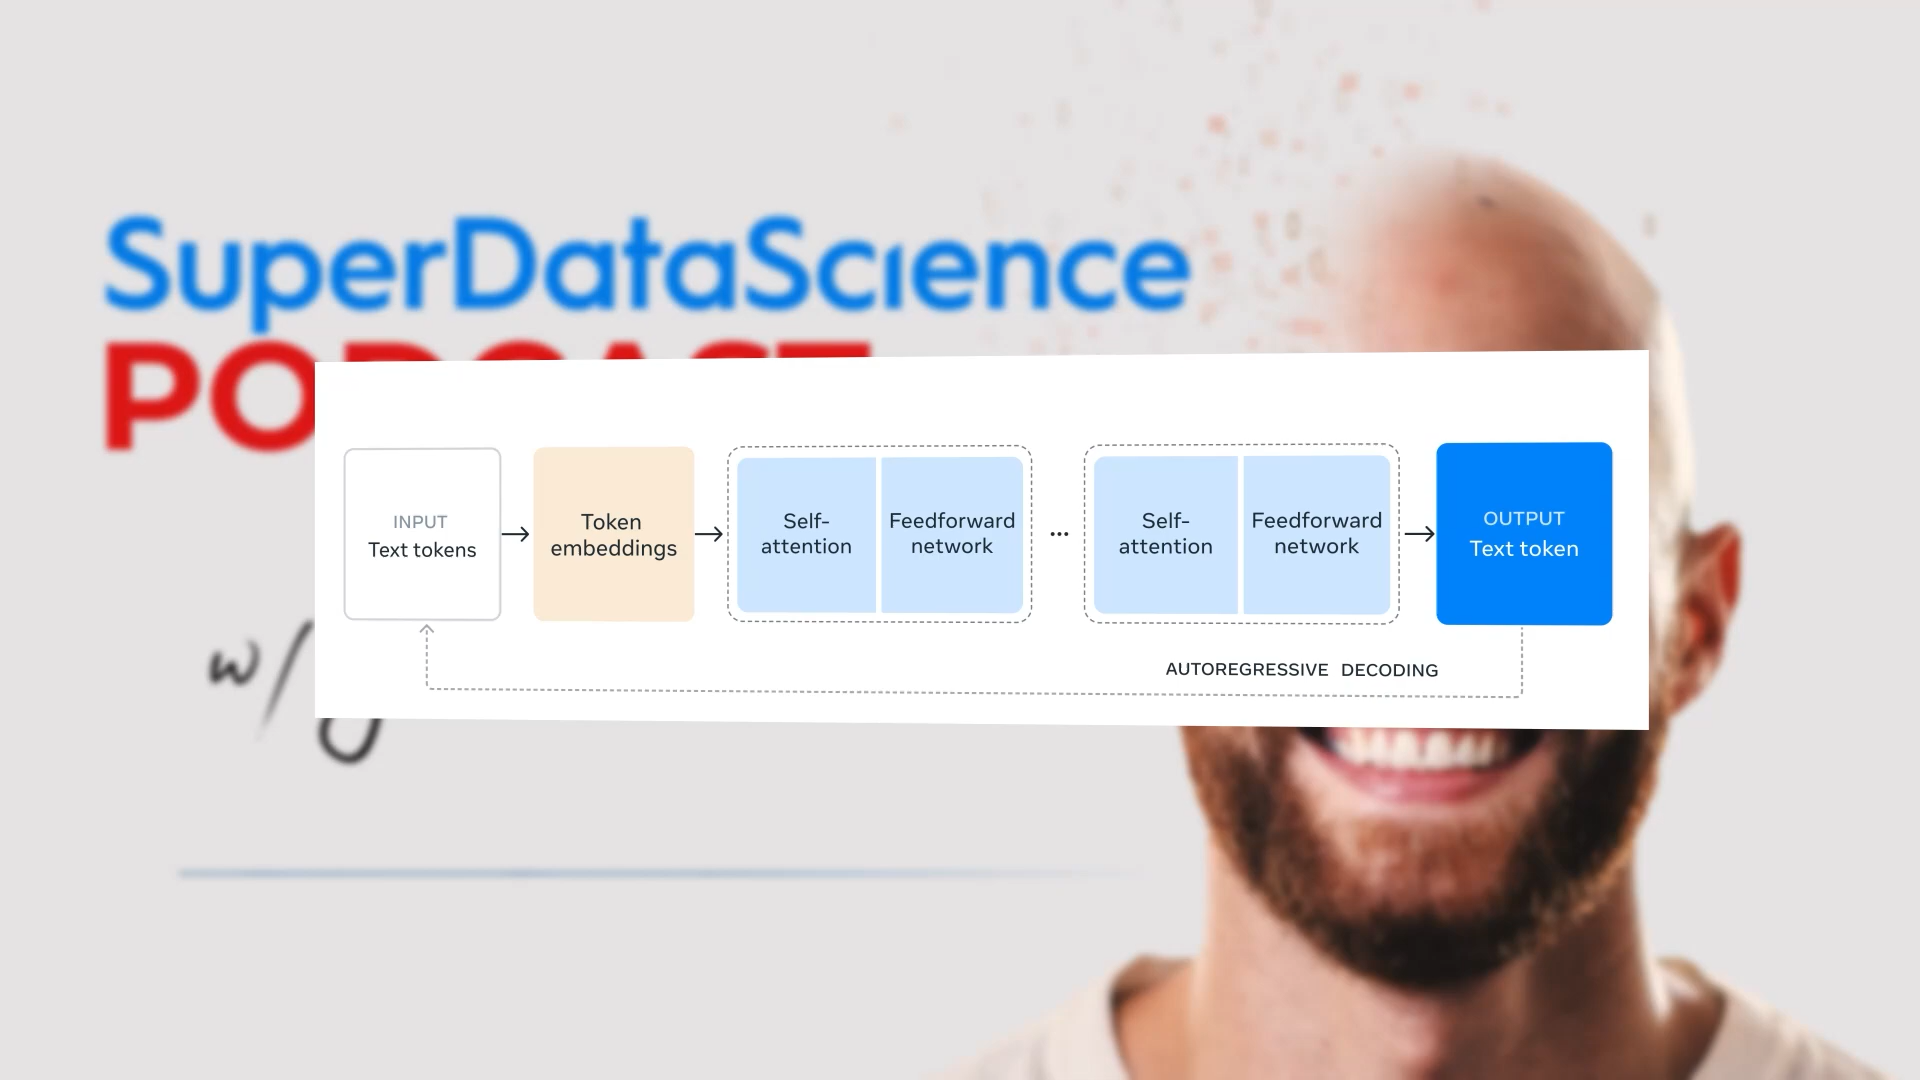 SuperDataScience
PO
w/
INPUT
Text tokens
Token
embeddings
Self-
attention
Feedforward
network
...
Self-
attention
Feedforward
network
OUTPUT
Text token
AUTOREGRESSIVE DECODING